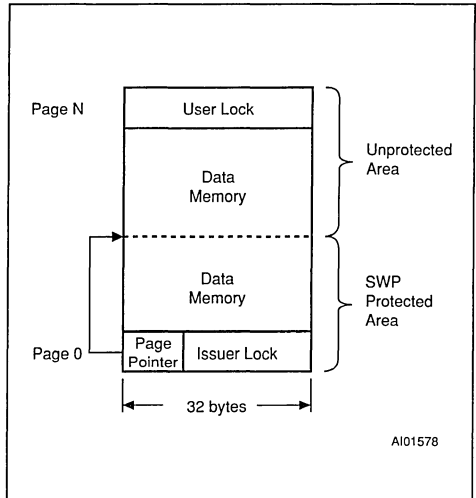 Page N
User Lock
Data
Memory
Unprotected
Area
Data
Memory
SWP
Protected
Area
Page 0
Page
Pointer
Issuer Lock
32 bytes
AI01578